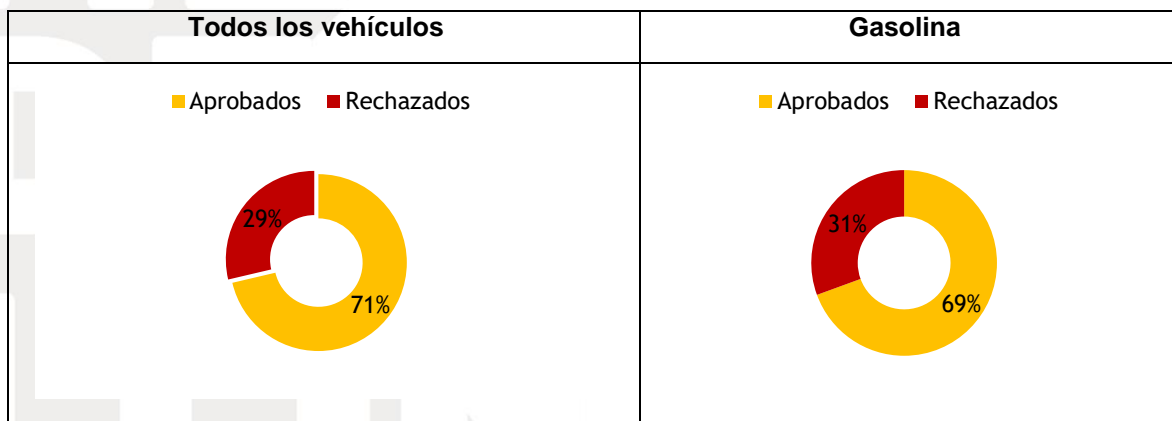 Todos los vehículos
Gasolina
Aprobados Rechazados
Aprobados Rechazados
29%
71%
31%
69%